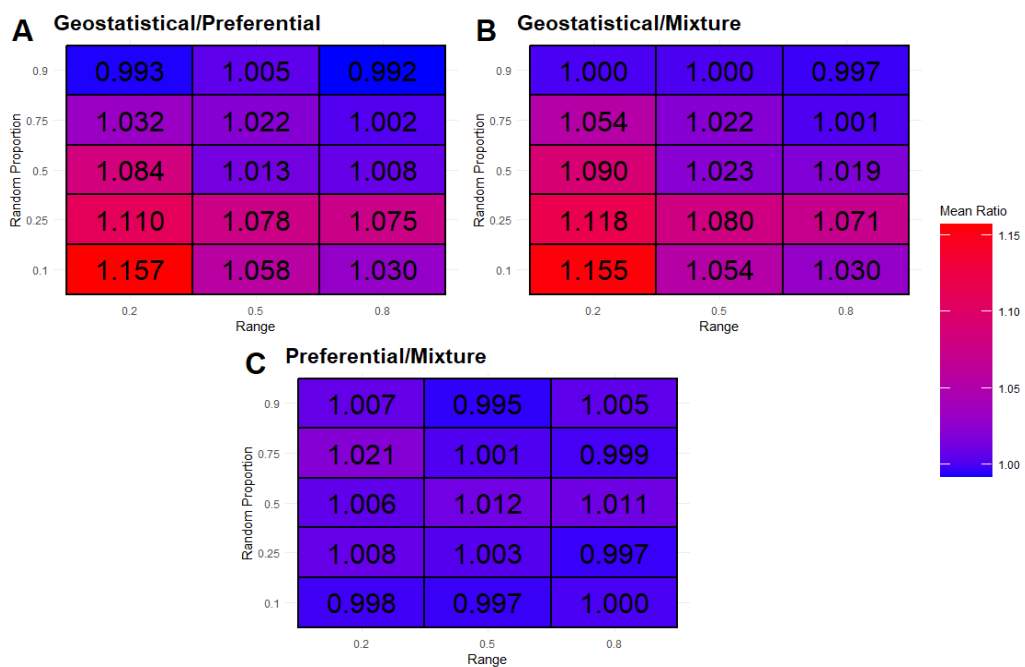 A Geostatistical/Preferential
Random Proportion
0.9 0.993 1.005 0.992
0.75 1.032 1.022 1.002
0.5 1.084 1.013 1.008
0.25 1.110 1.078 1.075
0.1 1.157 1.058 1.030
0.2 0.5 0.8
Range
B Geostatistical/Mixture
Random Proportion
0.9 1.000 1.000 0.997
0.75 1.054 1.022 1.001
0.5 1.090 1.023 1.019
0.25 1.118 1.080 1.071
0.1 1.155 1.054 1.030
0.2 0.5 0.8
Range
Mean Ratio
1.15
1.10
1.05
1.00
C Preferential/Mixture
Random Proportion
0.9 1.007 0.995 1.005
0.75 1.021 1.001 0.999
0.5 1.006 1.012 1.011
0.25 1.008 1.003 0.997
0.1 0.998 0.997 1.000
0.2 0.5 0.8
Range